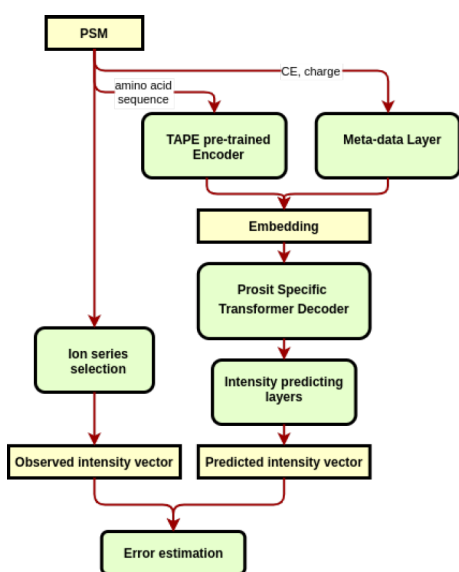 PSM
CE, charge
amino acid
sequence
TAPE pre-trained
Encoder
Meta-data Layer
Embedding
Prosit Specific
Transformer Decoder
Ion series
selection
Intensity predicting
layers
Observed intensity vector
Predicted intensity vector
Error estimation